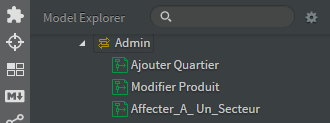 Model Explorer
Admin
Ajouter Quartier
Modifier Produit
Affecter_A_ Un_Secteur
M